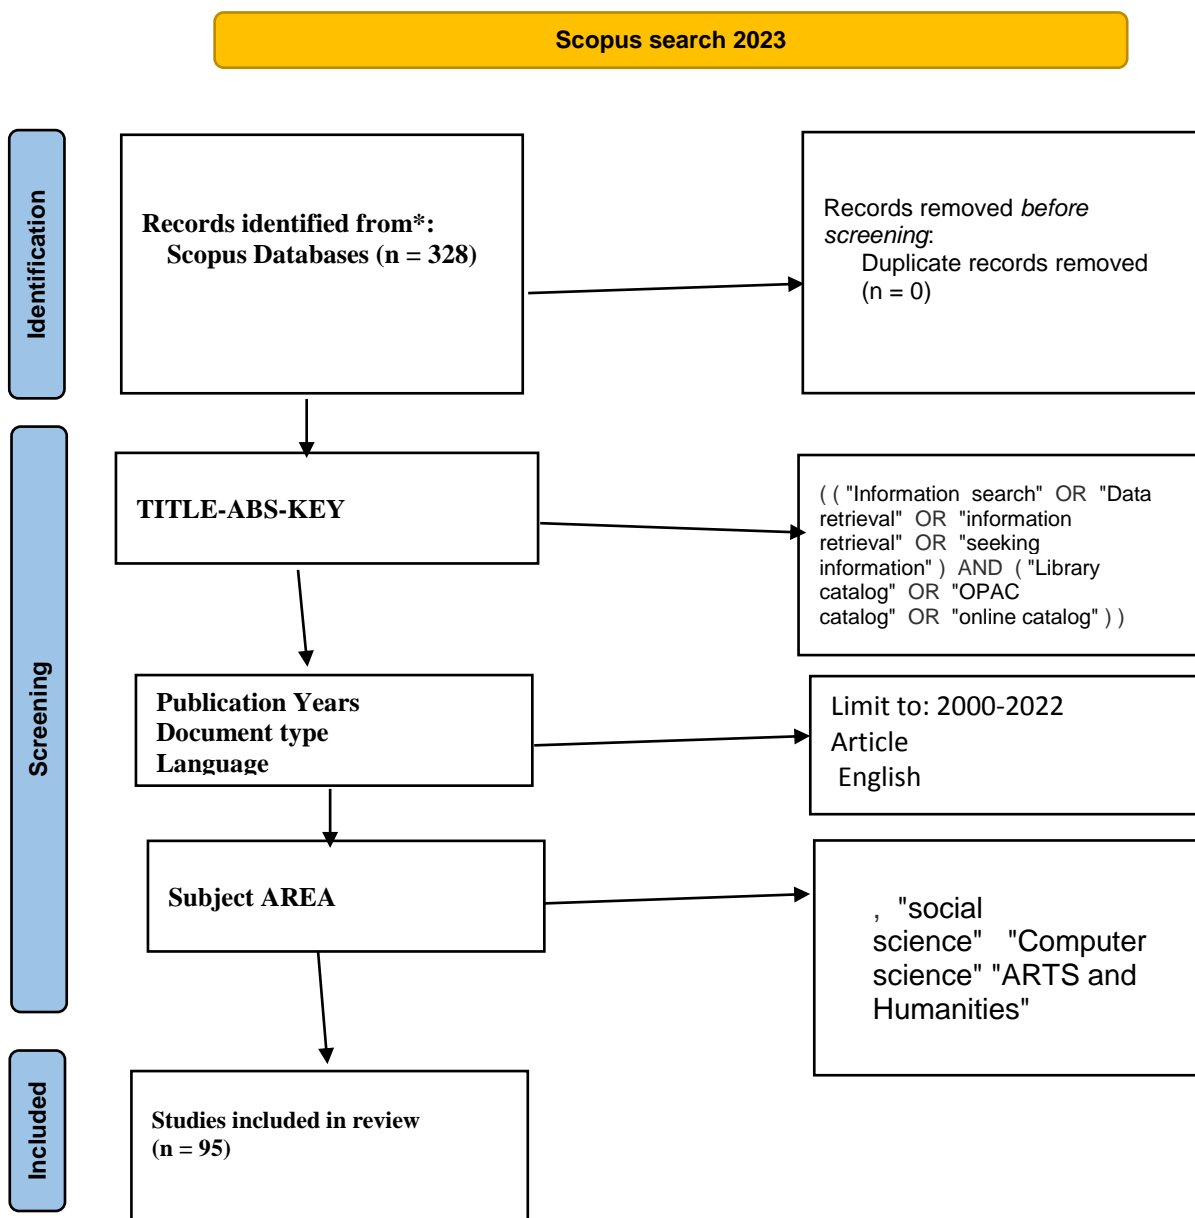 Scopus search 2023
Identification
Records identified from*:
Scopus Databases (n = 328)
Records removed before
screening:
Duplicate records removed
(n = 0)
Screening
TITLE-ABS-KEY
( ( "Information search" OR "Data
retrieval" OR "information
retrieval" OR "seeking
information" ) AND ( "Library
catalog" OR "OPAC
catalog" OR "online catalog" ) )
Publication Years
Document type
Language
Limit to: 2000-2022
Article
English
Subject AREA
, "social
science" "Computer
science" "ARTS and
Humanities"
Included
Studies included in review
(n = 95)